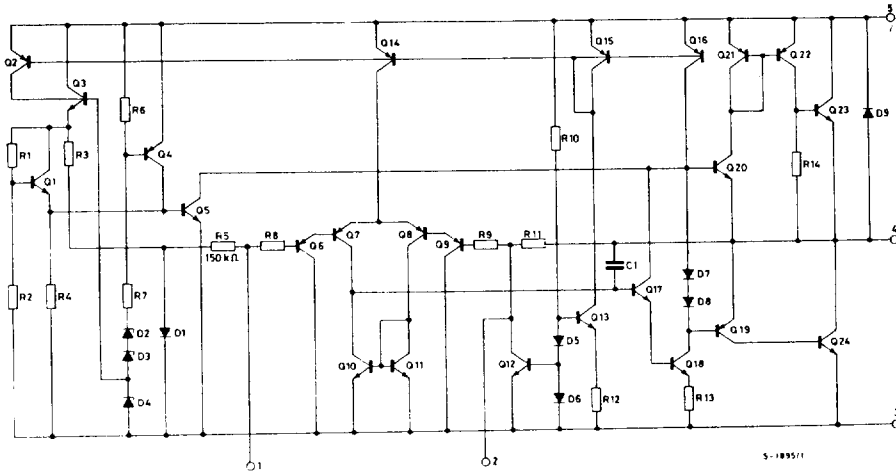 5
Q2
Q3
Q14
Q15
Q16
Q21
Q22
Q23
D9
R6
R10
R1
R3
Q4
R14
Q1
Q5
Q20
R5
150 kΩ
R8
Q6
Q7
Q8
Q9
R9
R11
4
C1
R2
R4
R7
D1
D2
D3
D4
Q10
Q11
Q12
Q13
D5
D6
R12
Q17
D7
D8
Q18
R13
Q19
Q24
1
2
S-1895/1